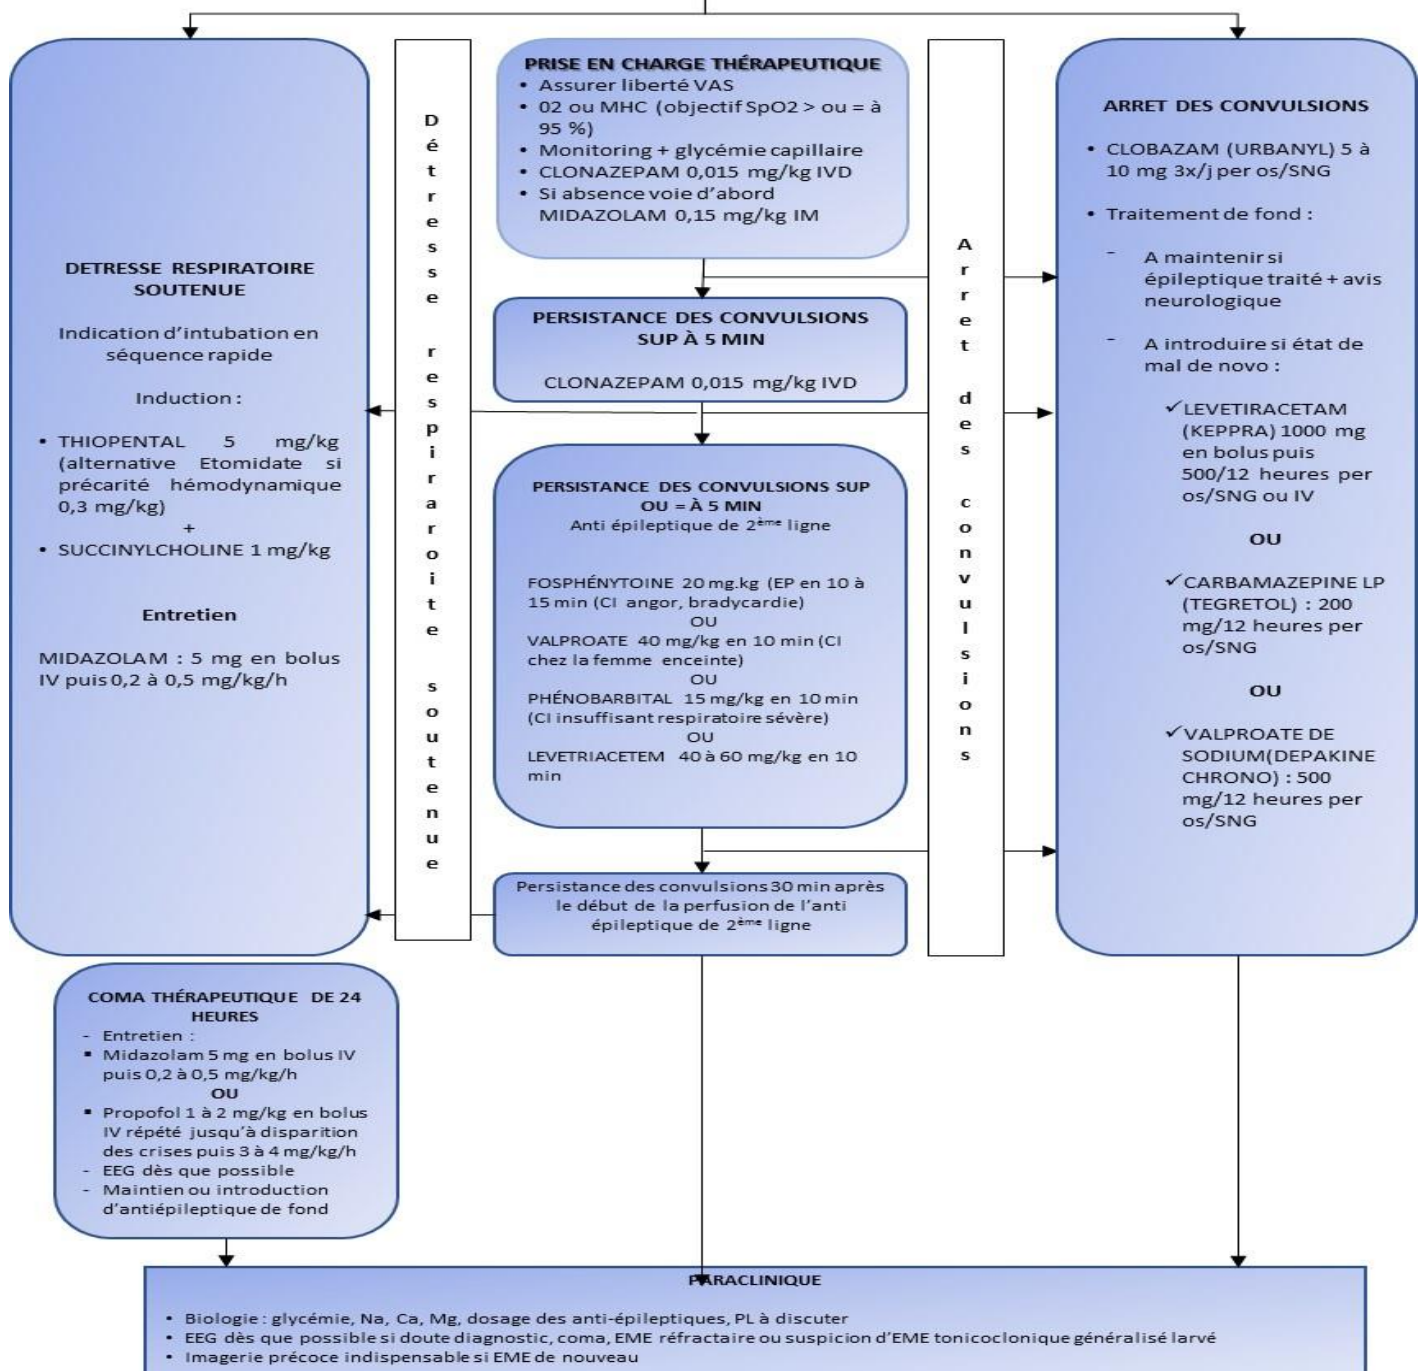 PRISE EN CHARGE THÉRAPEUTIQUE
• Assurer liberté VAS
• 02 ou MHC (objectif SpO2 > ou = à
95 %)
• Monitoring + glycémie capillaire
• CLONAZEPAM 0,015 mg/kg IVD
• Si absence voie d'abord
MIDAZOLAM 0,15 mg/kg IM
PERSISTANCE DES CONVULSIONS
SUP À 5 MIN
CLONAZEPAM 0,015 mg/kg IVD
PERSISTANCE DES CONVULSIONS SUP
OU = À 5 MIN
Anti épileptique de 2ème ligne
FOSPHÉNYTOINE 20 mg.kg (EP en 10 à
15 min (CI angor, bradycardie)
OU
VALPROATE 40 mg/kg en 10 min (CI
chez la femme enceinte)
OU
PHÉNOBARBITAL 15 mg/kg en 10 min
(CI insuffisant respiratoire sévère)
OU
LEVETRIACETEM 40 à 60 mg/kg en 10
min
Persistance des convulsions 30 min après
le début de la perfusion de l'anti
épileptique de 2ème ligne
Détresse respiraroite soutenue
DETRESSE RESPIRATOIRE
SOUTENUE
Indication d'intubation en
séquence rapide
Induction :
• THIOPENTAL 5 mg/kg
(alternative Etomidate si
précarité hémodynamique
0,3 mg/kg)
+
• SUCCINYLCHOLINE 1 mg/kg
Entretien
MIDAZOLAM : 5 mg en bolus
IV puis 0,2 à 0,5 mg/kg/h
Arret des convulsions
ARRET DES CONVULSIONS
• CLOBAZAM (URBANYL) 5 à
10 mg 3x/j per os/SNG
• Traitement de fond :
- A maintenir si
épileptique traité + avis
neurologique
- A introduire si état de
mal de novo :
✓LEVETIRACETAM
(KEPPRA) 1000 mg
en bolus puis
500/12 heures per
os/SNG ou IV
OU
✓CARBAMAZEPINE LP
(TEGRETOL) : 200
mg/12 heures per
os/SNG
OU
✓VALPROATE DE
SODIUM(DEPAKINE
CHRONO) : 500
mg/12 heures per
os/SNG
COMA THÉRAPEUTIQUE DE 24
HEURES
- Entretien :
▪ Midazolam 5 mg en bolus IV
puis 0,2 à 0,5 mg/kg/h
OU
▪ Propofol 1 à 2 mg/kg en bolus
IV répété jusqu'à disparition
des crises puis 3 à 4 mg/kg/h
- EEG dès que possible
- Maintien ou introduction
d'antiépileptique de fond
PARACLINIQUE
• Biologie : glycémie, Na, Ca, Mg, dosage des anti-épileptiques, PL à discuter
• EEG dès que possible si doute diagnostic, coma, EME réfractaire ou suspicion d'EME tonicoclonique généralisé larvé
• Imagerie précoce indispensable si EME de nouveau